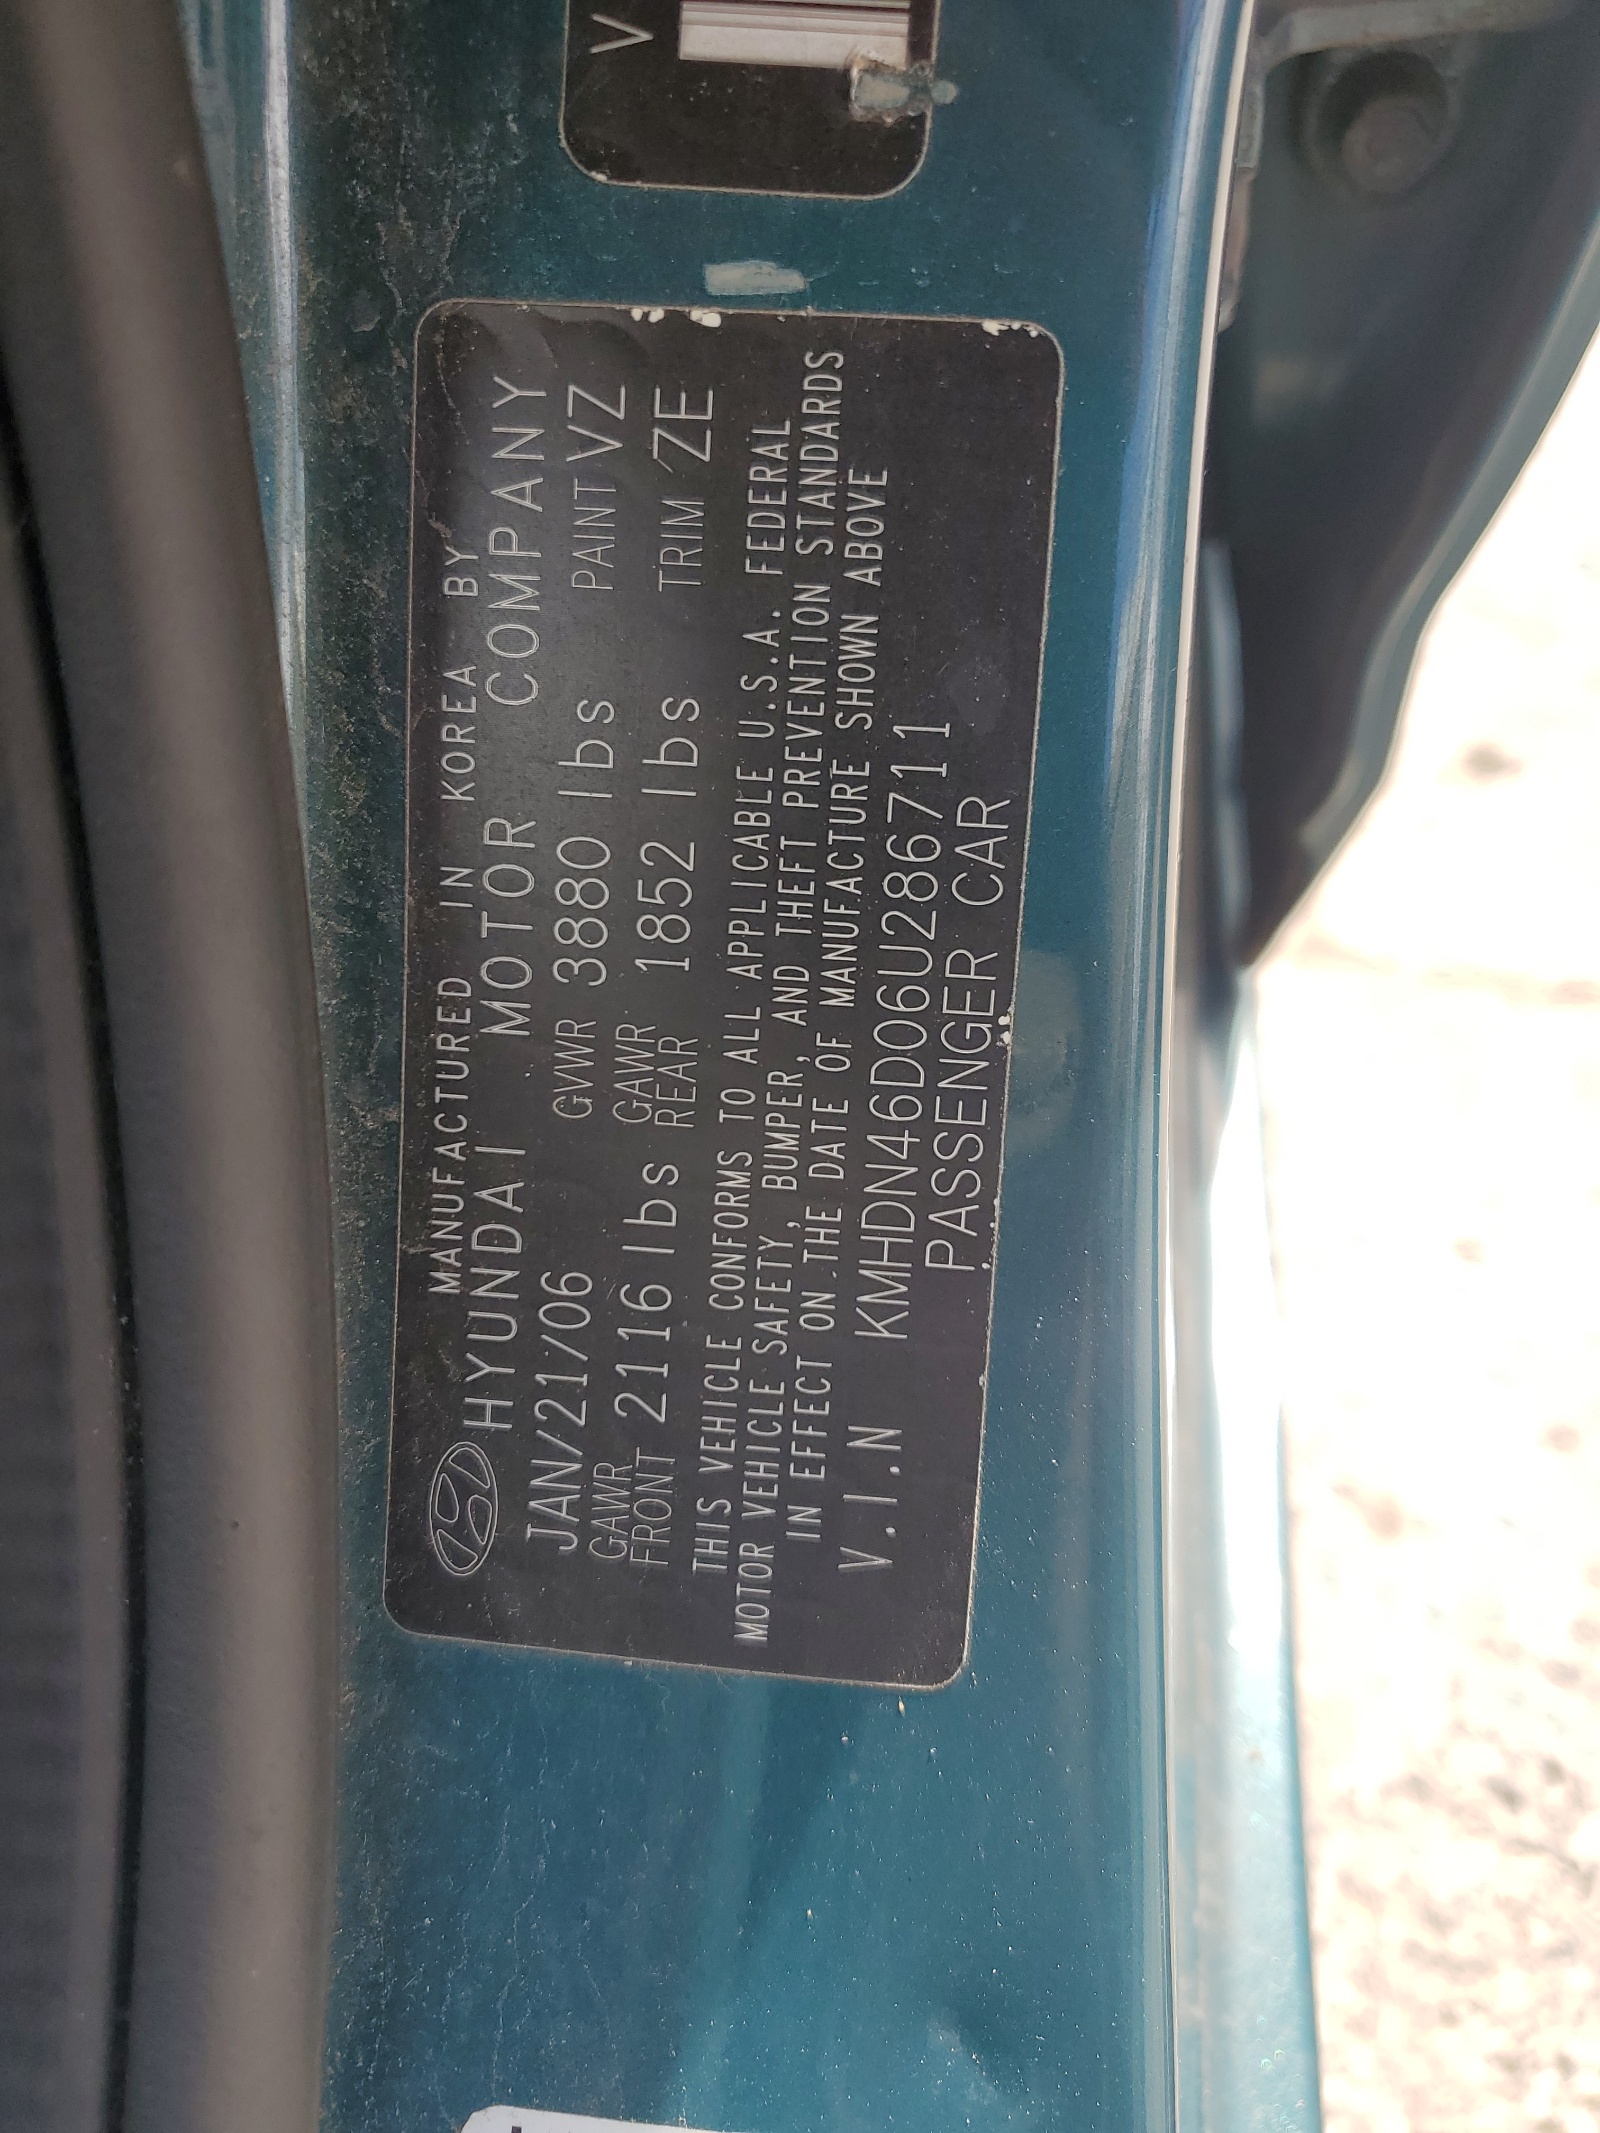 V
MANUFACTURED IN KOREA BY
HYUNDAI MOTOR COMPANY
JAN/21/06 GVWR 3880 lbs PAINT VZ
GAWR FRONT 2116 lbs GAWR REAR 1852 lbs TRIM ZE
THIS VEHICLE CONFORMS TO ALL APPLICABLE U.S.A. FEDERAL
MOTOR VEHICLE SAFETY, BUMPER, AND THEFT PREVENTION STANDARDS
IN EFFECT ON THE DATE OF MANUFACTURE SHOWN ABOVE
V.I.N KMHDN46D06U286711
PASSENGER CAR